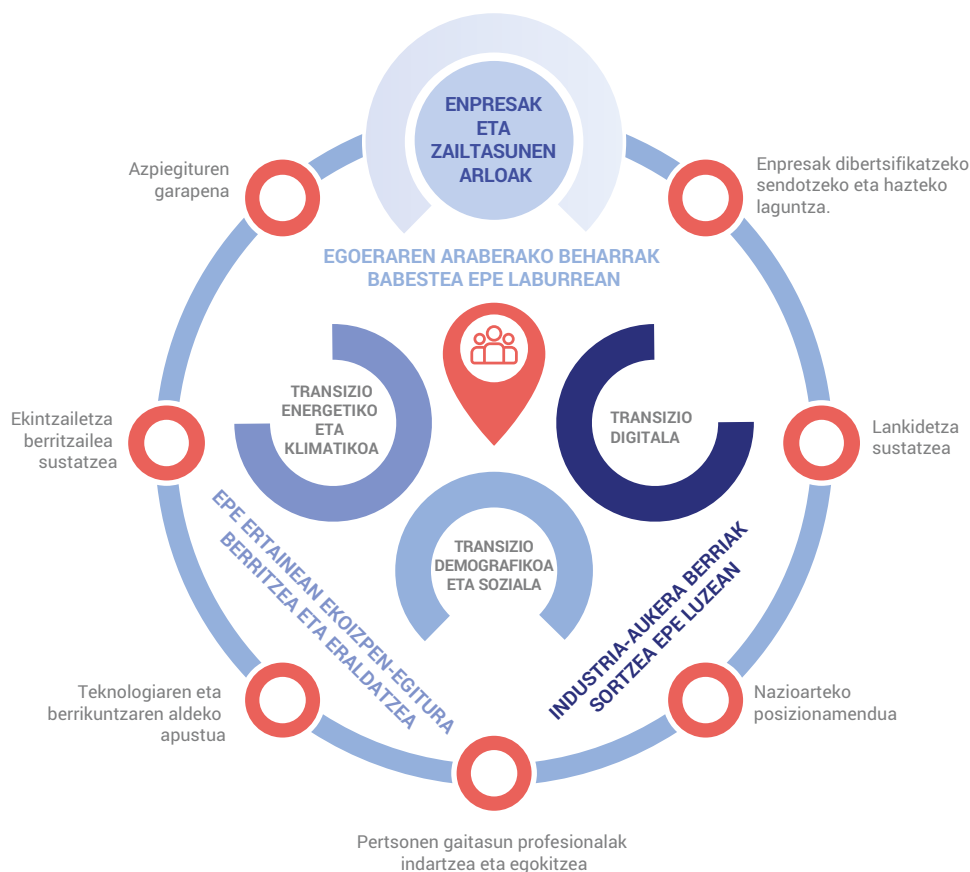 ENPRESAK
ETA
ZAILTASUNEN
ARLOAK
Azpiegituren
garapena
Enpresak dibertsifikatzeko
sendotzeko eta hazteko
laguntza.
EGOERAREN ARABERAKO BEHARRAK
BABESTEA EPE LABURREAN
TRANSIZIO
ENERGETIKO
ETA
KLIMATIKOA
TRANSIZIO
DIGITALA
Ekintzailetza
berritzailea
sustatzea
Lankidetza
sustatzea
TRANSIZIO
DEMOGRAFIKOA
ETA SOZIALA
EPE ERTAINEAN EKOIZPEN-EGITURA
BERRITZEA ETA ERALDATZEA
INDUSTRIA-AUKERA BERRIAK
SORTZEA EPE LUZEAN
Teknologiaren eta
berrikuntzaren aldeko
apustua
Nazioarteko
posizionamendua
Pertsonen gaitasun profesionalak
indartzea eta egokitzea